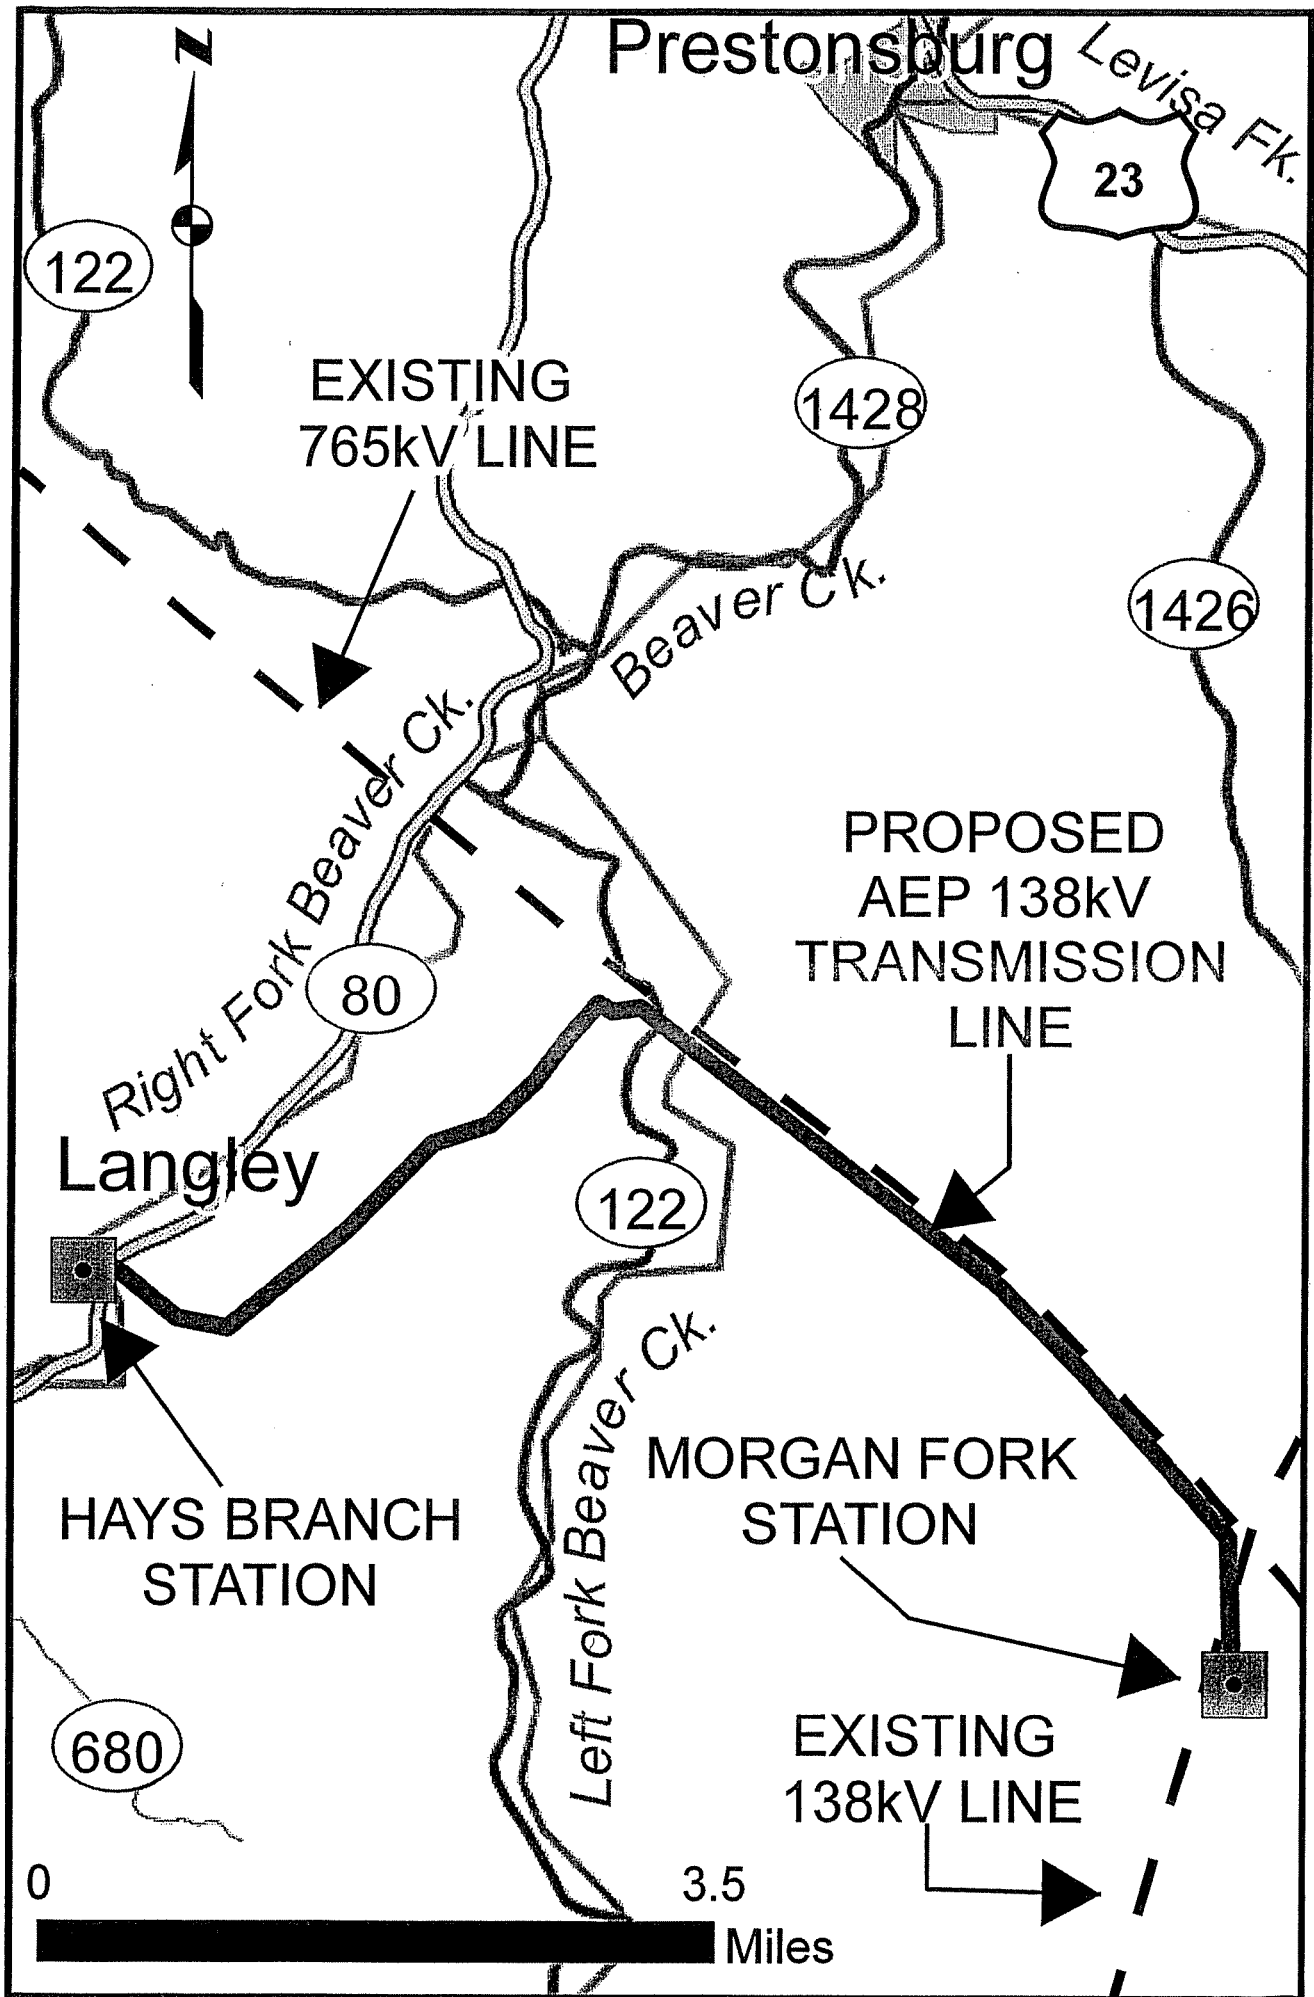 Prestonsburg
N
Levisa Fk.
23
122
EXISTING
765kV LINE
1428
Beaver Ck.
1426
Right Fork Beaver Ck.
PROPOSED
AEP 138kV
TRANSMISSION
LINE
80
Langley
122
Left Fork Beaver Ck.
HAYS BRANCH
STATION
MORGAN FORK
STATION
680
EXISTING
138kV LINE
0
3.5
Miles